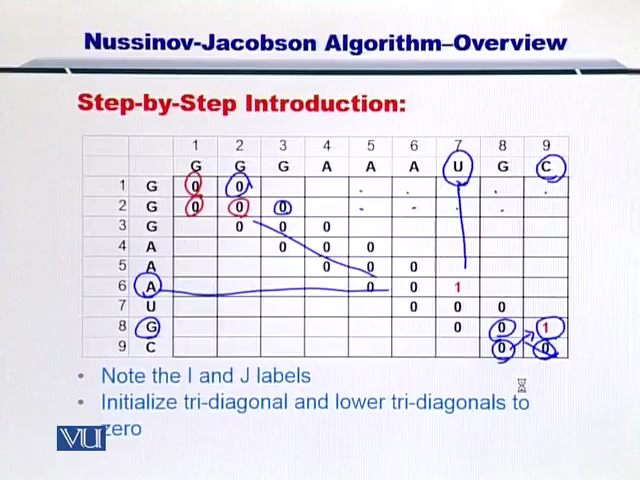 Nussinov-Jacobson Algorithm–Overview
Step-by-Step Introduction:
1 2 3 4 5 6 7 8 9
G G G A A A U G C
1 G 0 0
2 G 0 0 0
3 G 0 0 0
4 A 0 0 0
5 A 0 0 0
6 A 0 0 1
7 U 0 0 0
8 G 0 0 1
9 C 0 0
• Note the I and J labels
• Initialize tri-diagonal and lower tri-diagonals to
zero
VU